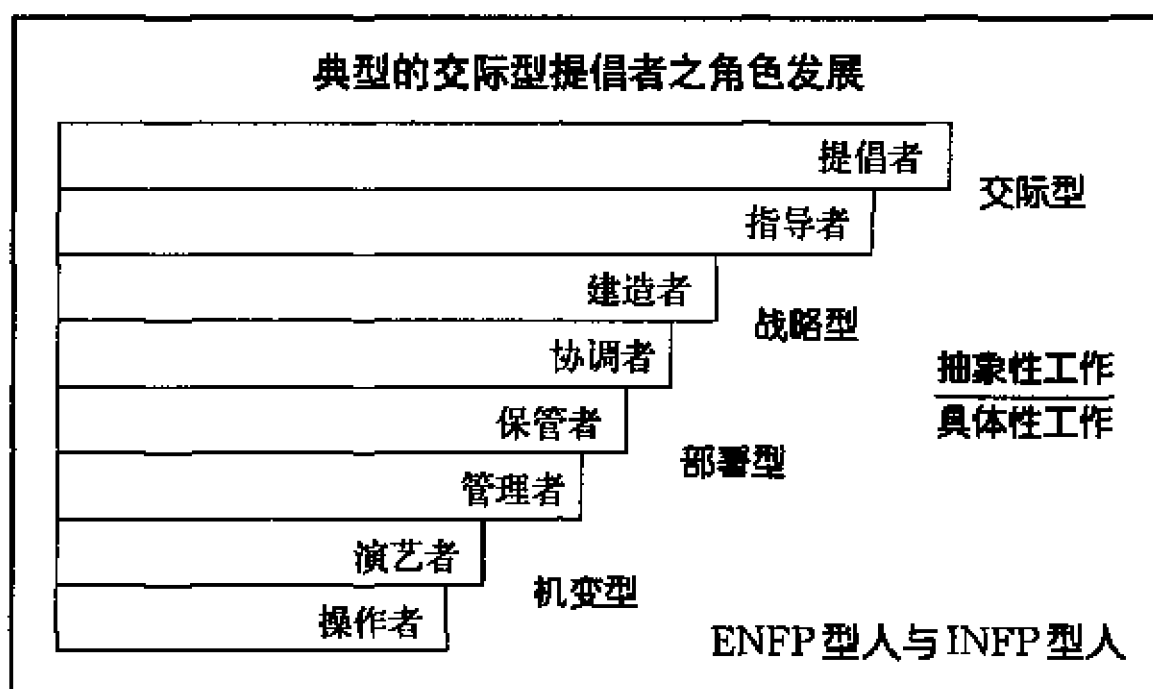 典型的交际型提倡者之角色发展
提倡者
交际型
指导者
建造者
战略型
协调者
抽象性工作
具体性工作
保管者
部署型
管理者
演艺者
机变型
操作者
ENFP型人与INFP型人